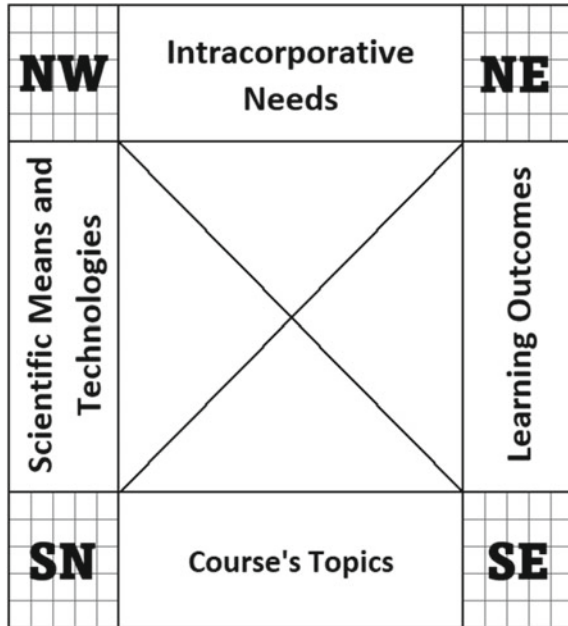 NW
Intracorporative
Needs
NE
Scientific Means and
Technologies
Learning Outcomes
SN
Course's Topics
SE